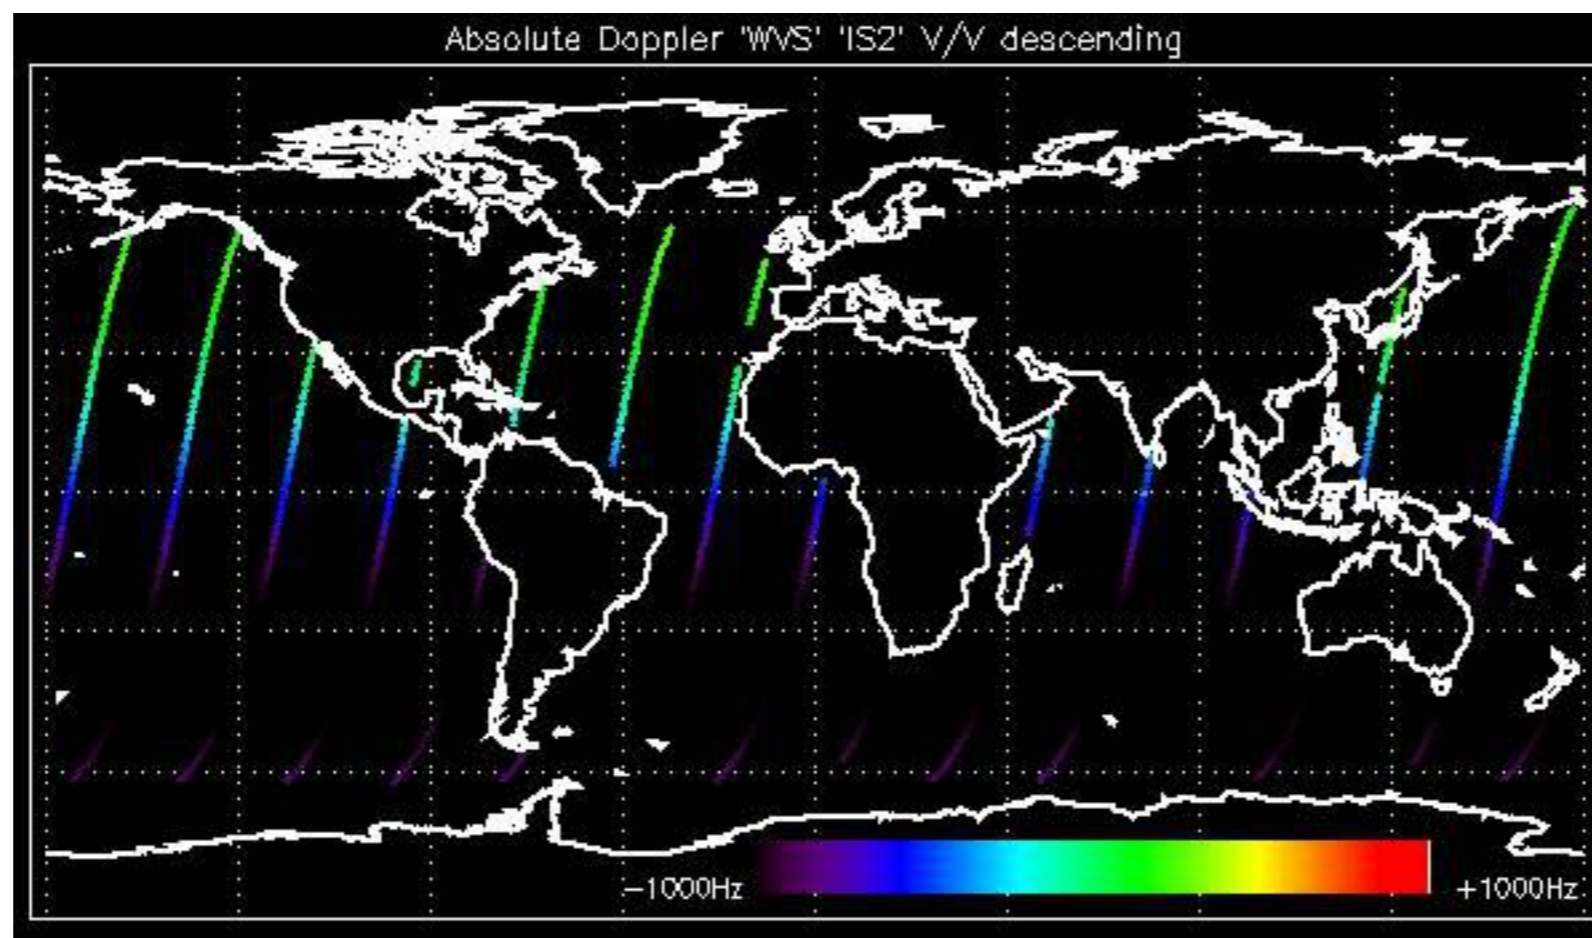 Absolute Doppler 'WVS' 'IS2' V/V descending
−1000Hz
+1000Hz